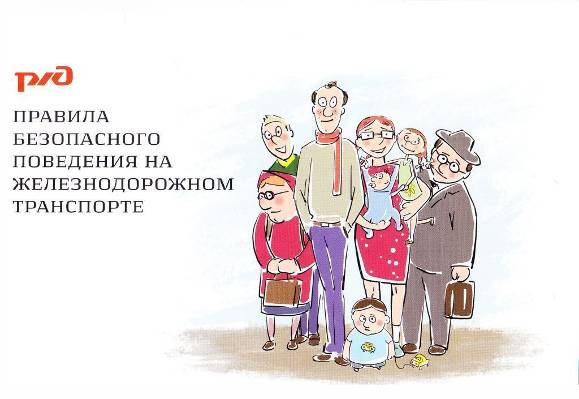 ржд
ПРАВИЛА
БЕЗОПАСНОГО
ПОВЕДЕНИЯ НА
ЖЕЛЕЗНОДОРОЖНОМ
ТРАНСПОРТЕ